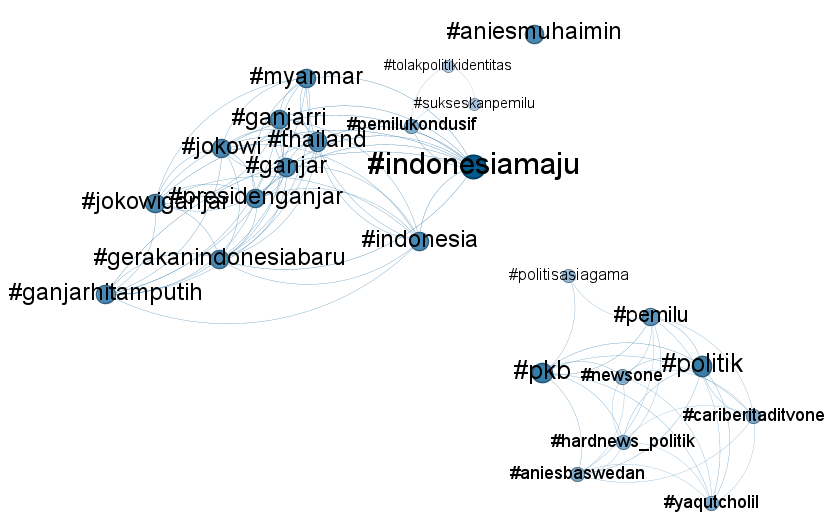 #aniesmuhaimin
#tolakpolitikidentitas
#myanmar
#sukseskanpemilu
#ganjarri
#pemilukondusif
#thailand
#jokowi
#ganjar
#indonesiamaju
#jokowiganjar
#presidenganjar
#indonesia
#gerakanindonesiabaru
#politisasiagama
#ganjarhitamputih
#pemilu
#politik
#pkb
#newsone
#cariberitaditvone
#hardnews_politik
#aniesbaswedan
#yaqutcholil